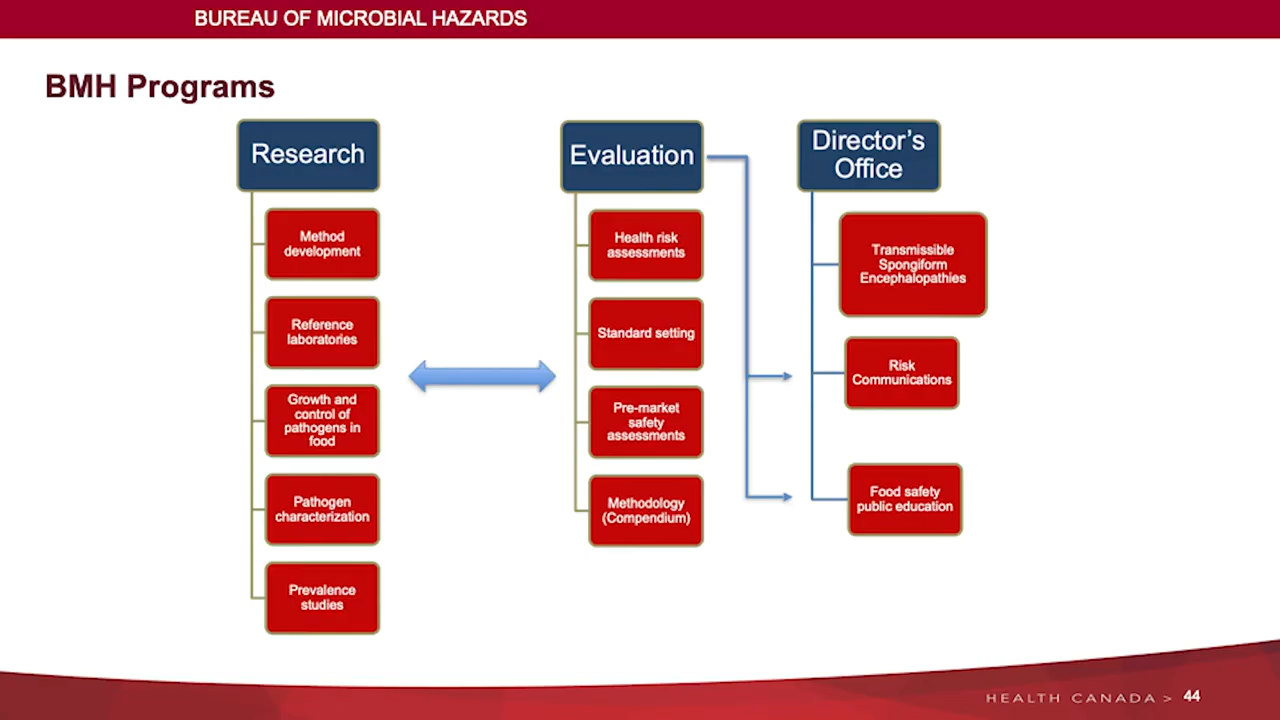 BUREAU OF MICROBIAL HAZARDS
BMH Programs
Research
Method
development
Reference
laboratories
Growth and
control of
pathogens in
food
Pathogen
characterization
Prevalence
studies
Evaluation
Health risk
assessments
Standard setting
Pre-market
safety
assessments
Methodology
(Compendium)
Director's
Office
Transmissible
Spongiform
Encephalopathies
Risk
Communications
Food safety
public education
HEALTH CANADA > 44